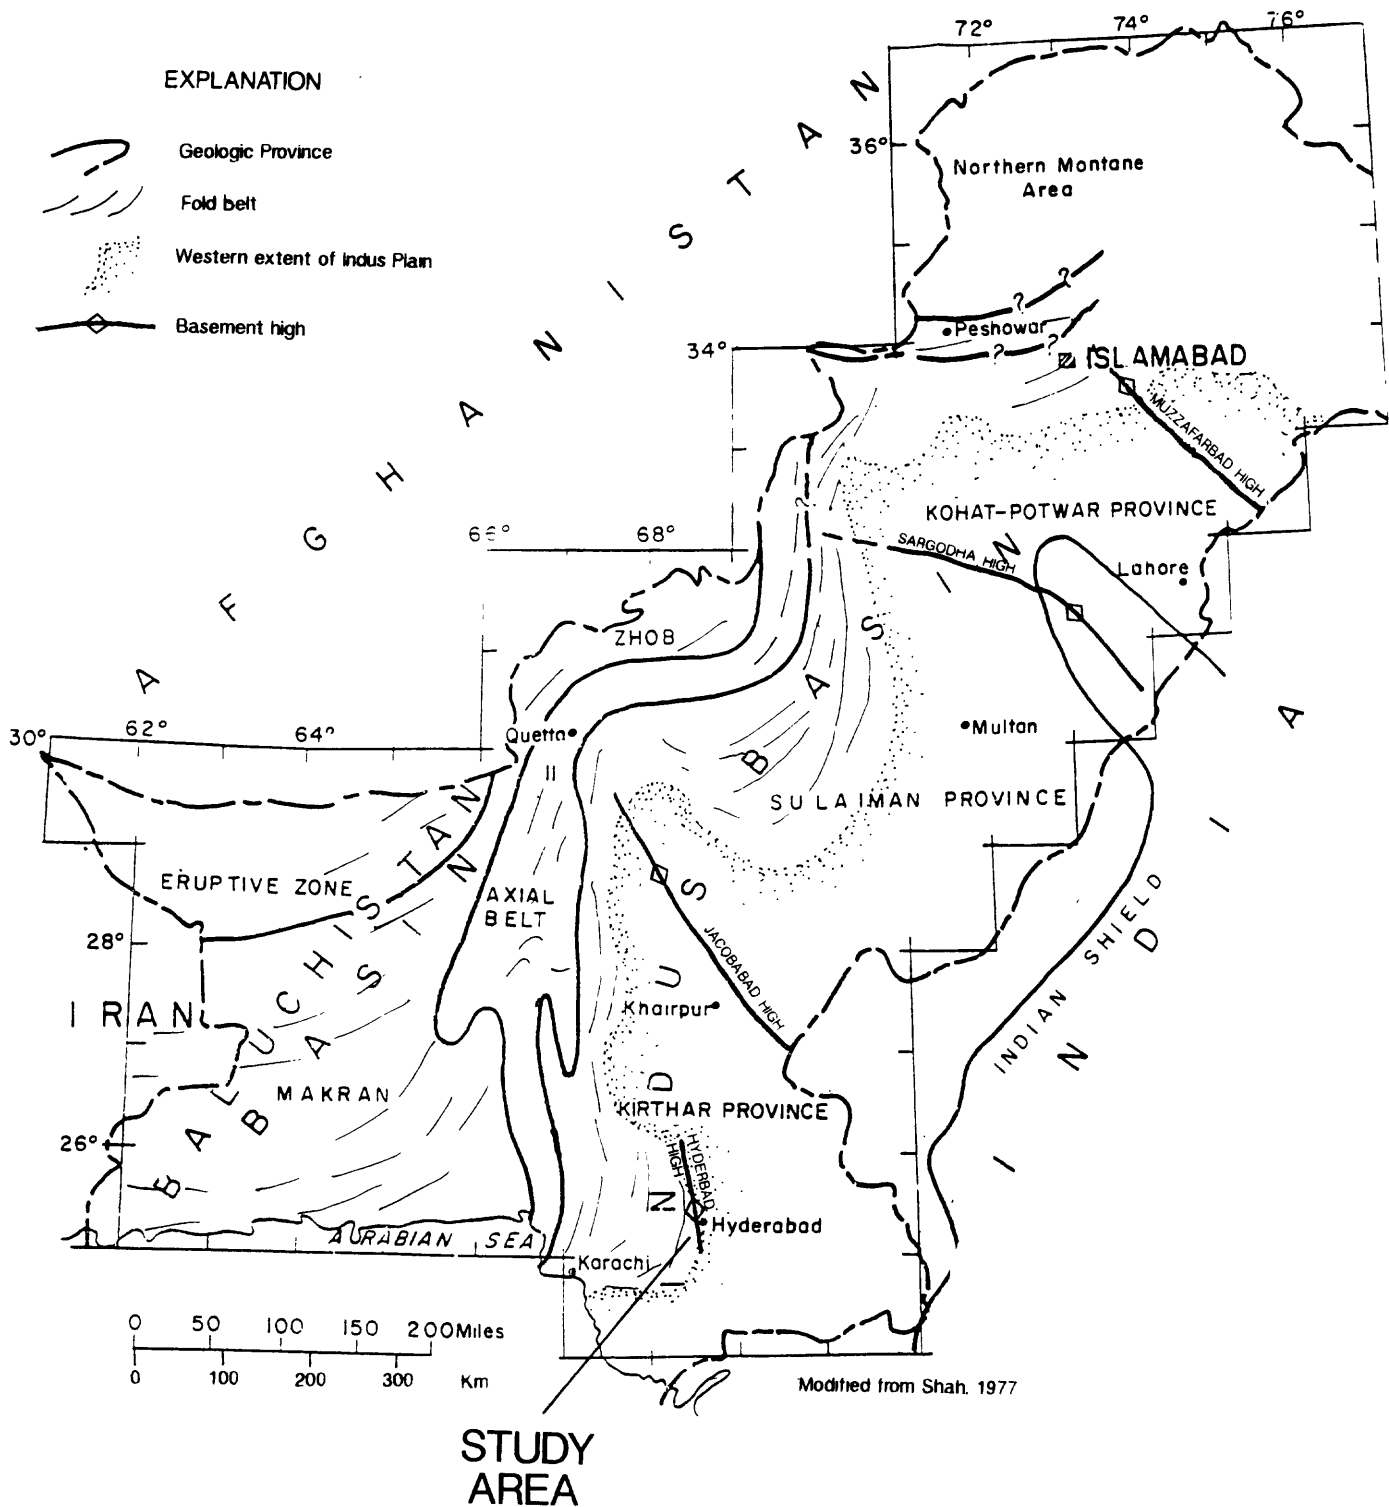 EXPLANATION
Geologic Province
Fold belt
Western extent of Indus Plain
Basement high
72° 74° 76°
36°
Northern Montane
Area
AFGHANISTAN
? ?
Peshowar
34°
? ?
ISLAMABAD
MUZZAFARBAD HIGH
KOHAT-POTWAR PROVINCE
?
66° 68°
SARGODHA HIGH
Lahore
ZHOB
INDUS BASIN
Multan
30° 62° 64°
Quetta
II
SULAIMAN PROVINCE
ERUPTIVE ZONE
BALUCHISTAN
BASIN
AXIAL
BELT
28°
JACOBABAD HIGH
INDIAN SHIELD
INDIA
IRAN
Khairpur
MAKRAN
KIRTHAR PROVINCE
26°
HYDERBAD
HIGH
Hyderabad
AURABIAN SEA
Karachi
0 50 100 150 200 Miles
0 100 200 300 Km
Modified from Shah. 1977
STUDY
AREA